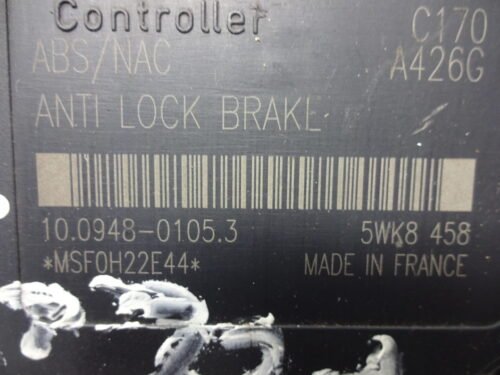 Controller
C170
ABS/NAC
A426G
ANTI LOCK BRAKE
10.0948-0105.3
5WK8 458
*MSF0H22E44*
MADE IN FRANCE